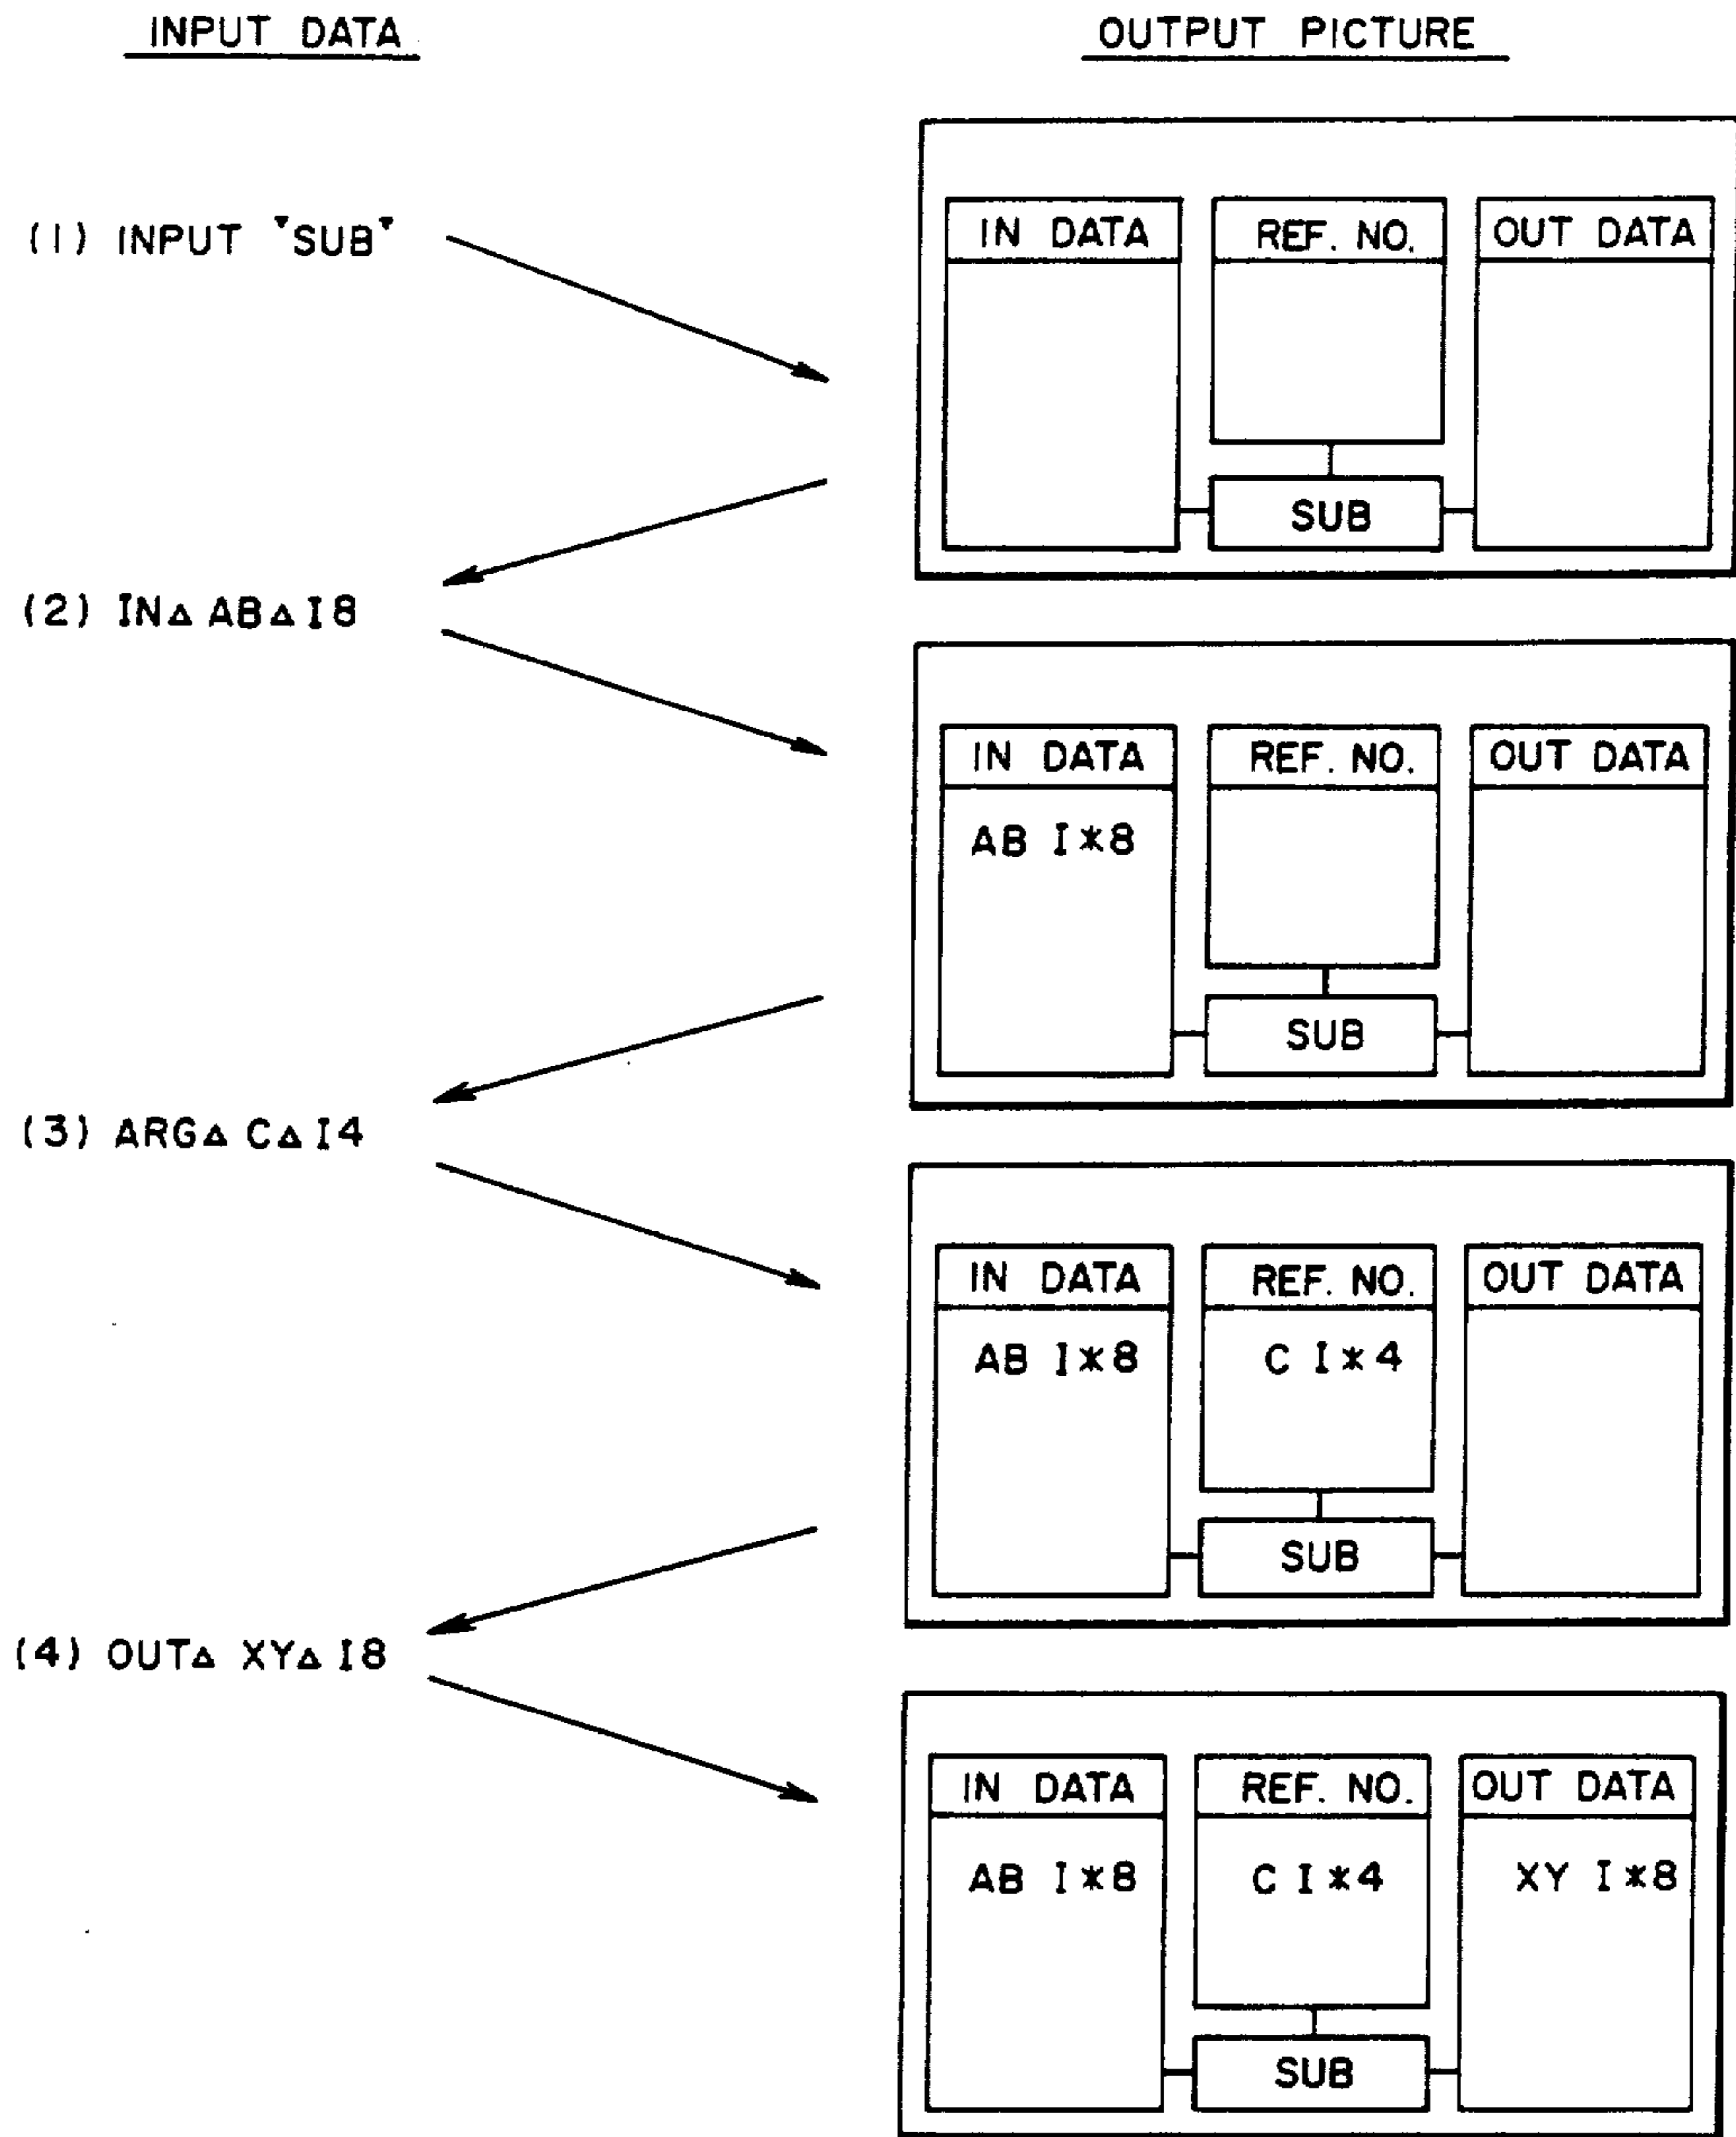 INPUT DATA
OUTPUT PICTURE
(1) INPUT "SUB"
IN DATA REF. NO. OUT DATA
SUB
(2) IN△ AB△ I8
IN DATA REF. NO. OUT DATA
AB I*8
SUB
(3) ARG△ C△ I4
IN DATA REF. NO. OUT DATA
AB I*8 C I*4
SUB
(4) OUT△ XY△ I8
IN DATA REF. NO. OUT DATA
AB I*8 C I*4 XY I*8
SUB